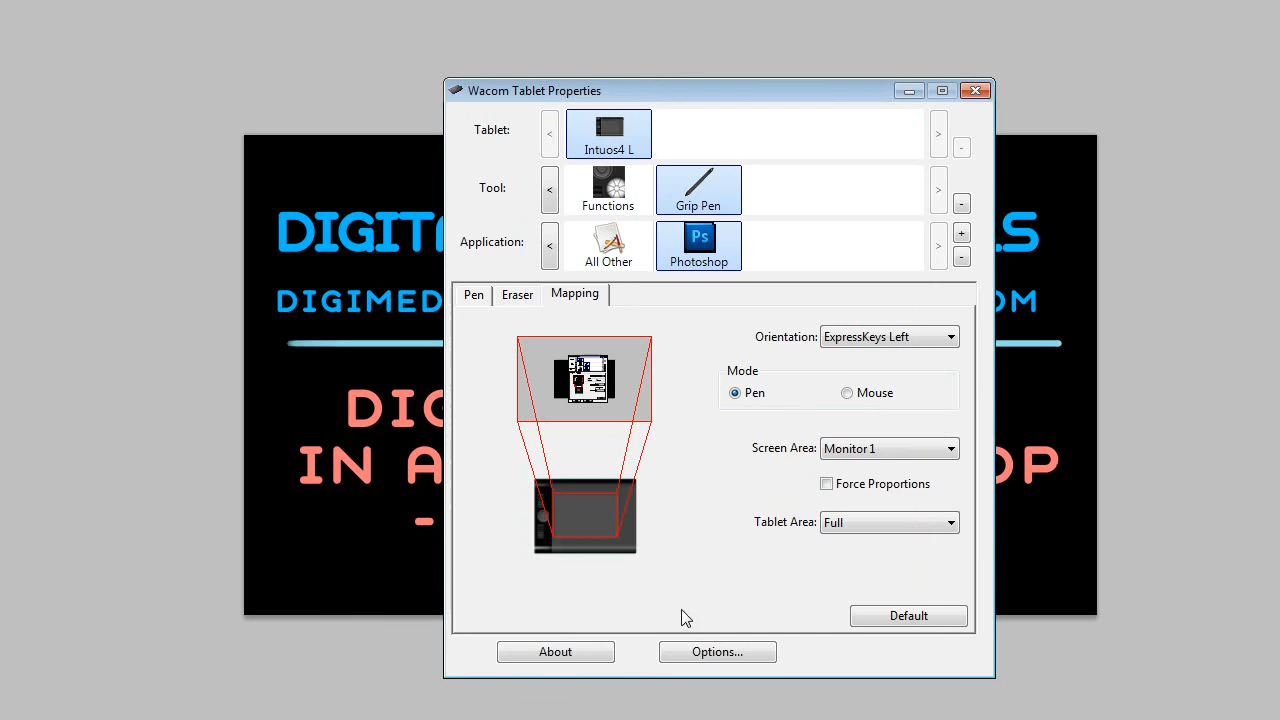 Wacom Tablet Properties
Tablet:
<
Intuos4 L
>
-
Tool:
<
Functions
Grip Pen
>
-
Application:
<
All Other
Ps
Photoshop
>
+
-
Pen
Eraser
Mapping
Orientation:
ExpressKeys Left
Mode
Pen
Mouse
Screen Area:
Monitor 1
Force Proportions
Tablet Area:
Full
Default
About
Options...
DIGITA
LS
DIGIMED
OM
DIG
IN A
OP
-